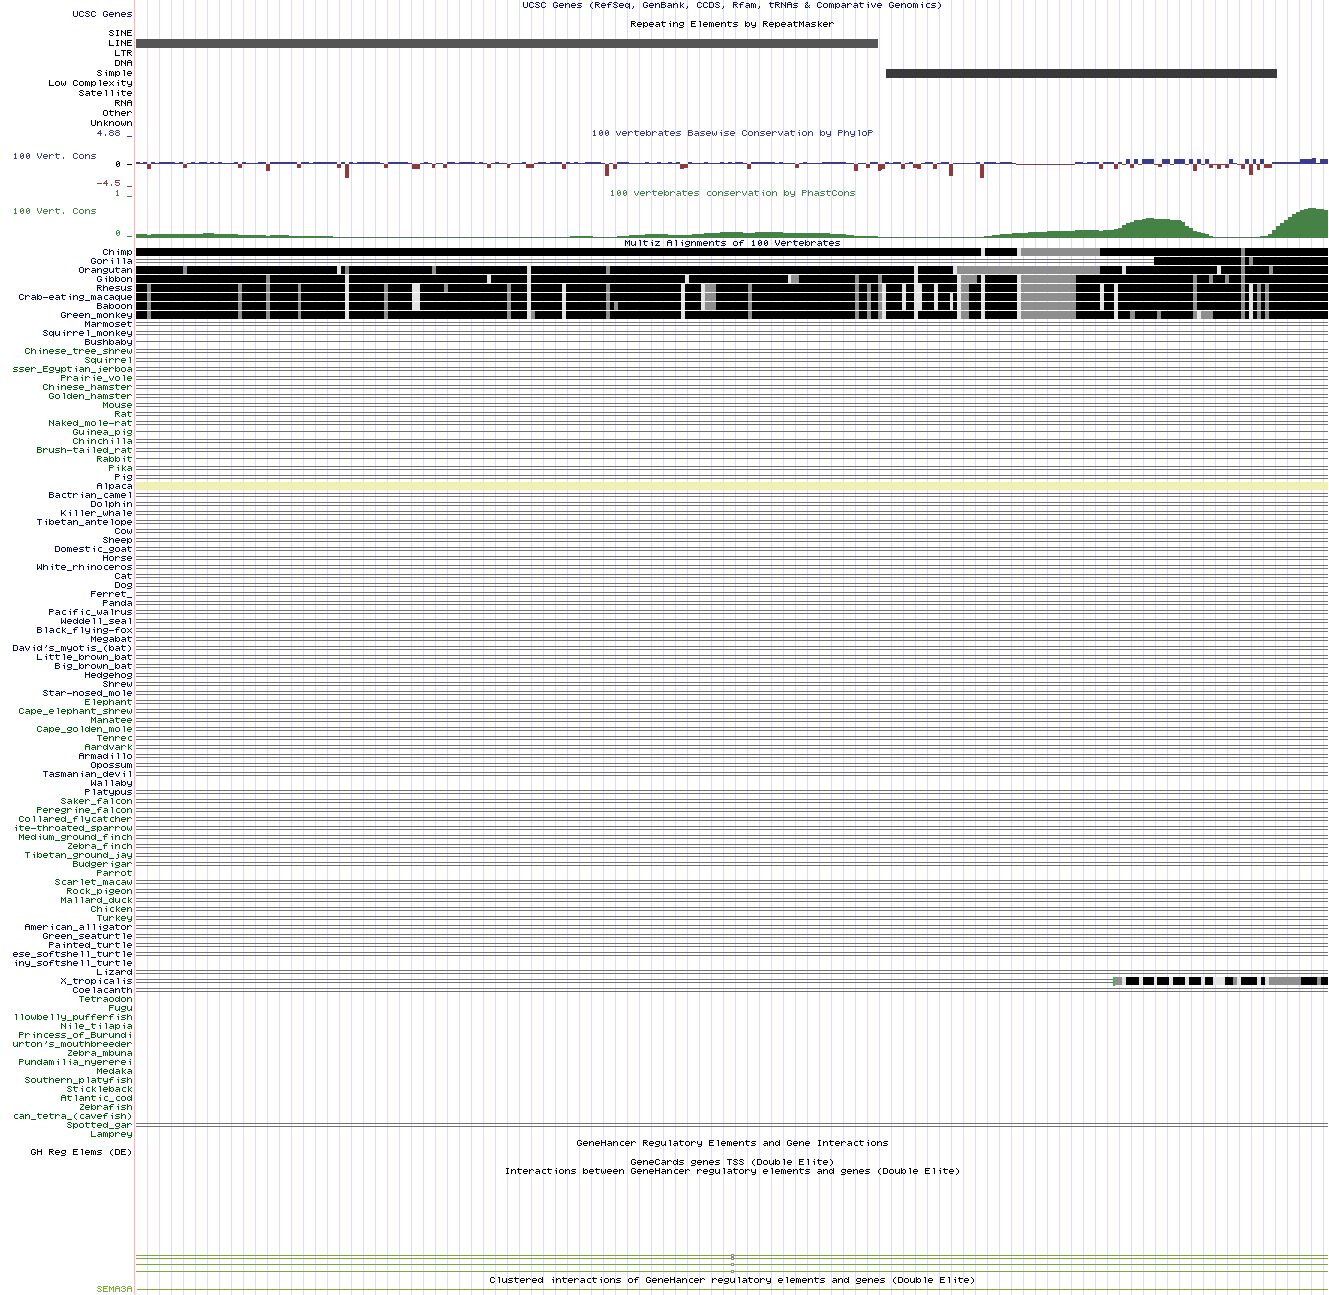 UCSC Genes (RefSeq, GenBank, CCDS, Rfam, tRNAs & Comparative Genomics)
UCSC Genes
Repeating Elements by RepeatMasker
SINE
LINE
LTR
DNA
Simple
Low Complexity
Satellite
RNA
Other
Unknown
4.88 _
100 vertebrates Basewise Conservation by PhyloP
100 Vert. Cons
0 _
-4.5 _
1 _
100 vertebrates conservation by PhastCons
100 Vert. Cons
0 _
Multiz Alignments of 100 Vertebrates
Chimp
Gorilla
Orangutan
Gibbon
Rhesus
Crab-eating_macaque
Baboon
Green_monkey
Marmoset
Squirrel_monkey
Bushbaby
Chinese_tree_shrew
Squirrel
sser_Egyptian_jerboa
Prairie_vole
Chinese_hamster
Golden_hamster
Mouse
Rat
Naked_mole-rat
Guinea_pig
Chinchilla
Brush-tailed_rat
Rabbit
Pika
Pig
Alpaca
Bactrian_camel
Dolphin
Killer_whale
Tibetan_antelope
Cow
Sheep
Domestic_goat
Horse
White_rhinoceros
Cat
Dog
Ferret_
Panda
Pacific_walrus
Weddell_seal
Black_flying-fox
Megabat
David's_myotis_(bat)
Little_brown_bat
Big_brown_bat
Hedgehog
Shrew
Star-nosed_mole
Elephant
Cape_elephant_shrew
Manatee
Cape_golden_mole
Tenrec
Aardvark
Armadillo
Opossum
Tasmanian_devil
Wallaby
Platypus
Saker_falcon
Peregrine_falcon
Collared_flycatcher
ite-throated_sparrow
Medium_ground_finch
Zebra_finch
Tibetan_ground_jay
Budgerigar
Parrot
Scarlet_macaw
Rock_pigeon
Mallard_duck
Chicken
Turkey
American_alligator
Green_seaturtle
Painted_turtle
ese_softshell_turtle
iny_softshell_turtle
Lizard
X_tropicalis
Coelacanth
Tetraodon
Fugu
llowbelly_pufferfish
Nile_tilapia
Princess_of_Burundi
urton's_mouthbreeder
Zebra_mbuna
Pundamilia_nyererei
Medaka
Southern_platyfish
Stickleback
Atlantic_cod
Zebrafish
can_tetra_(cavefish)
Spotted_gar
Lamprey
GeneHancer Regulatory Elements and Gene Interactions
GH Reg Elems (DE)
GeneCards genes TSS (Double Elite)
Interactions between GeneHancer regulatory elements and genes (Double Elite)
Clustered interactions of GeneHancer regulatory elements and genes (Double Elite)
SEMA3A